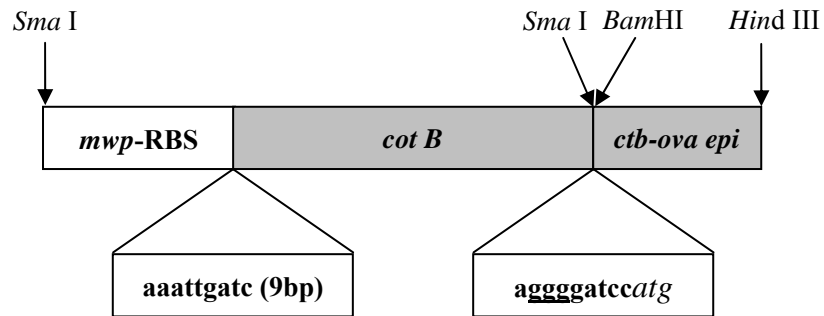 Sma I Sma I BamHI Hind III
mwp-RBS cot B ctb-ova epi
aaattgatc (9bp) aggggatccatg